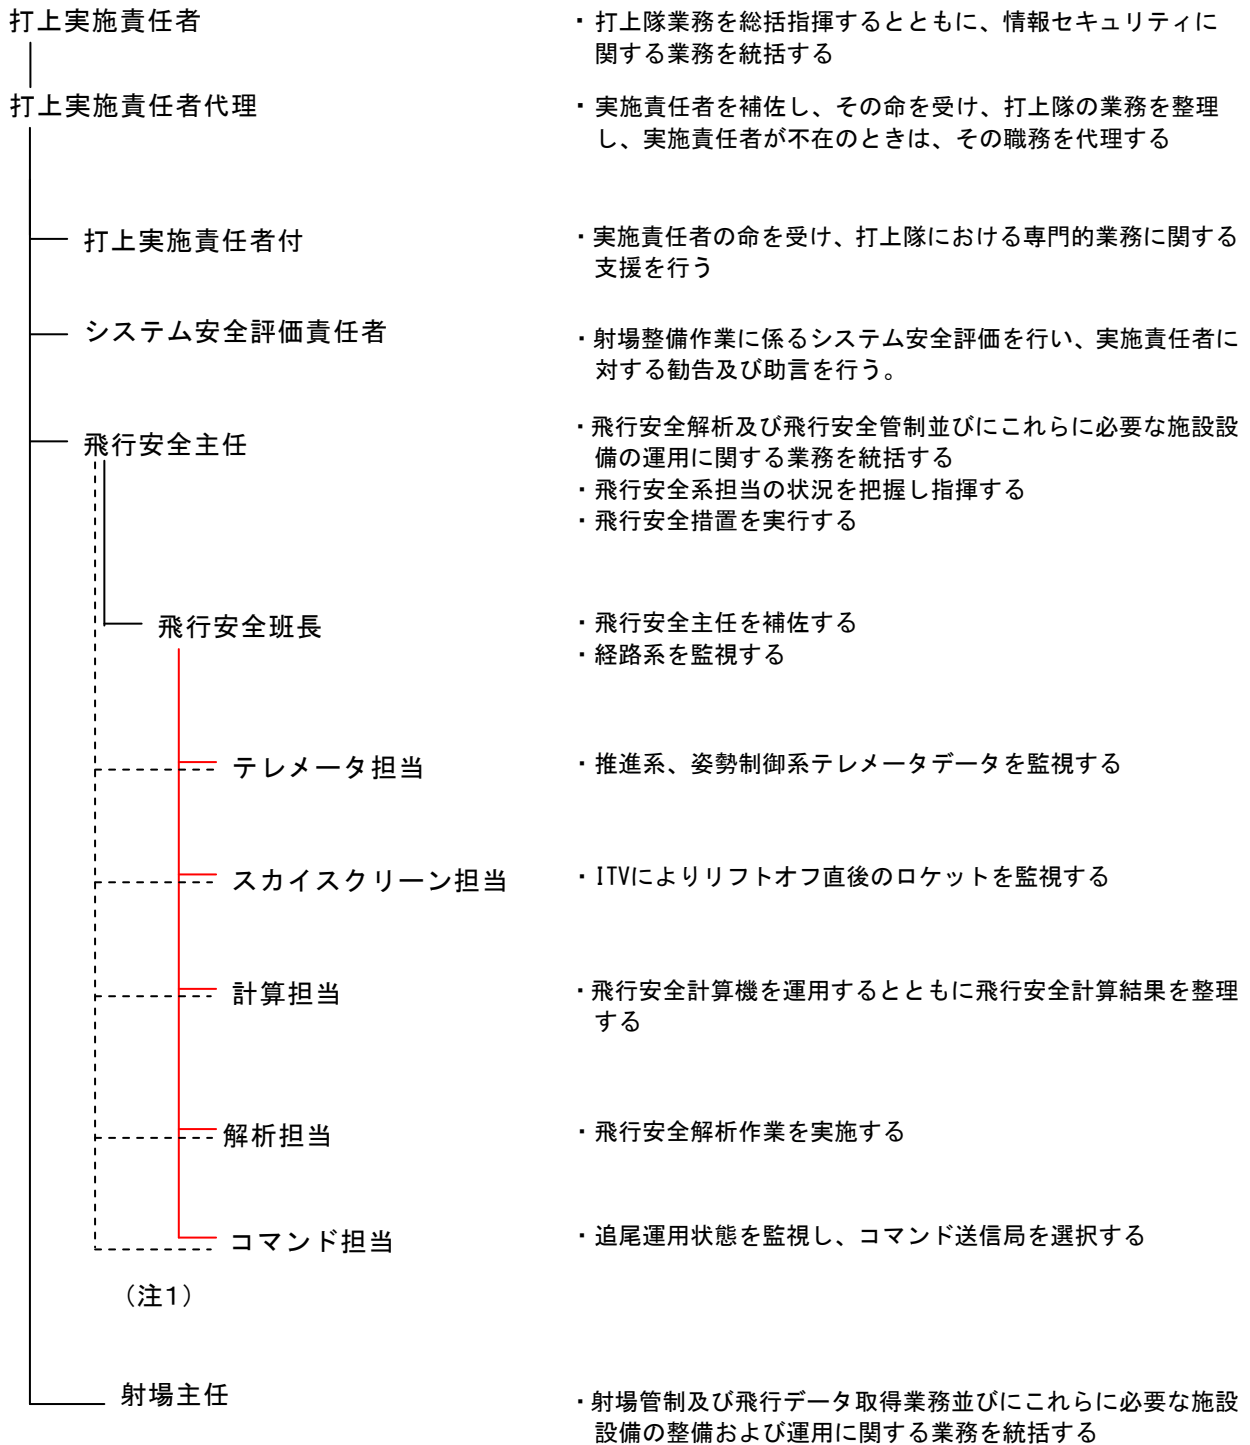 打上実施責任者
・打上隊業務を総括指揮するとともに、情報セキュリティに
関する業務を統括する
打上実施責任者代理
・実施責任者を補佐し、その命を受け、打上隊の業務を整理
し、実施責任者が不在のときは、その職務を代理する
打上実施責任者付
・実施責任者の命を受け、打上隊における専門的業務に関する
支援を行う
システム安全評価責任者
・射場整備作業に係るシステム安全評価を行い、実施責任者に
対する勧告及び助言を行う。
飛行安全主任
・飛行安全解析及び飛行安全管制並びにこれらに必要な施設設
備の運用に関する業務を統括する
・飛行安全系担当の状況を把握し指揮する
・飛行安全措置を実行する
飛行安全班長
・飛行安全主任を補佐する
・経路系を監視する
テレメータ担当
・推進系、姿勢制御系テレメータデータを監視する
スカイスクリーン担当
・ITVによりリフトオフ直後のロケットを監視する
計算担当
・飛行安全計算機を運用するとともに飛行安全計算結果を整理
する
解析担当
・飛行安全解析作業を実施する
コマンド担当
・追尾運用状態を監視し、コマンド送信局を選択する
（注1）
射場主任
・射場管制及び飛行データ取得業務並びにこれらに必要な施設
設備の整備および運用に関する業務を統括する